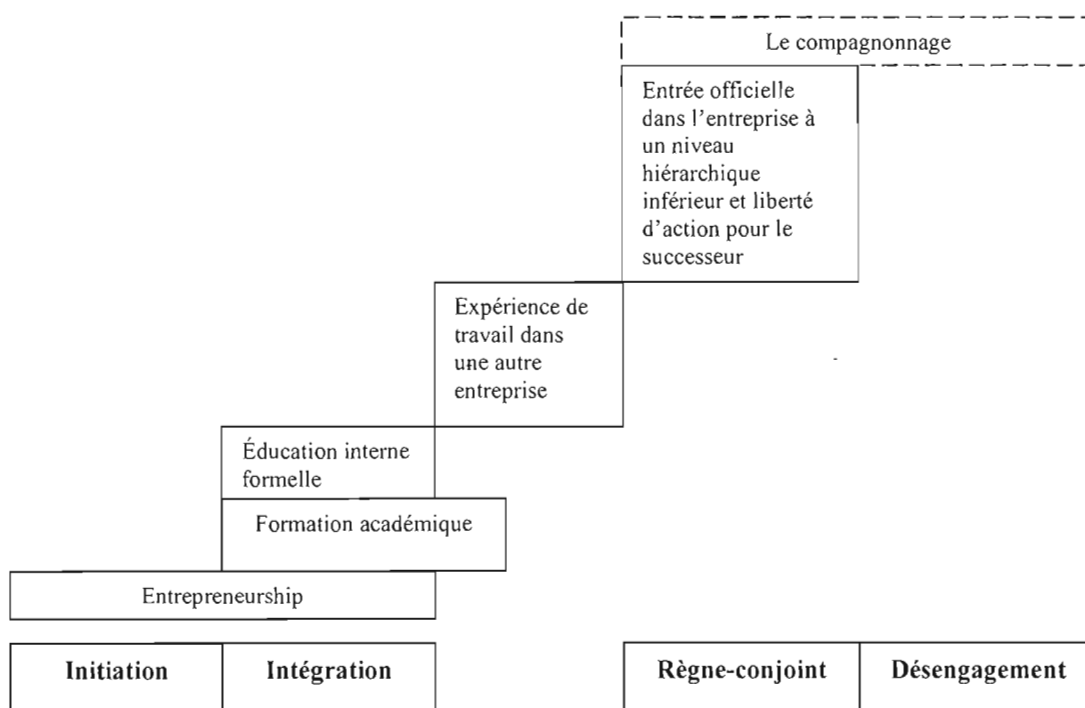 Le compagnonnage
Entrée officielle
dans l'entreprise à
un niveau
hiérarchique
inférieur et liberté
d'action pour le
successeur
Expérience de
travail dans
une autre
entreprise
Éducation interne
formelle
Formation académique
Entrepreneurship
Initiation
Intégration
Règne-conjoint
Désengagement